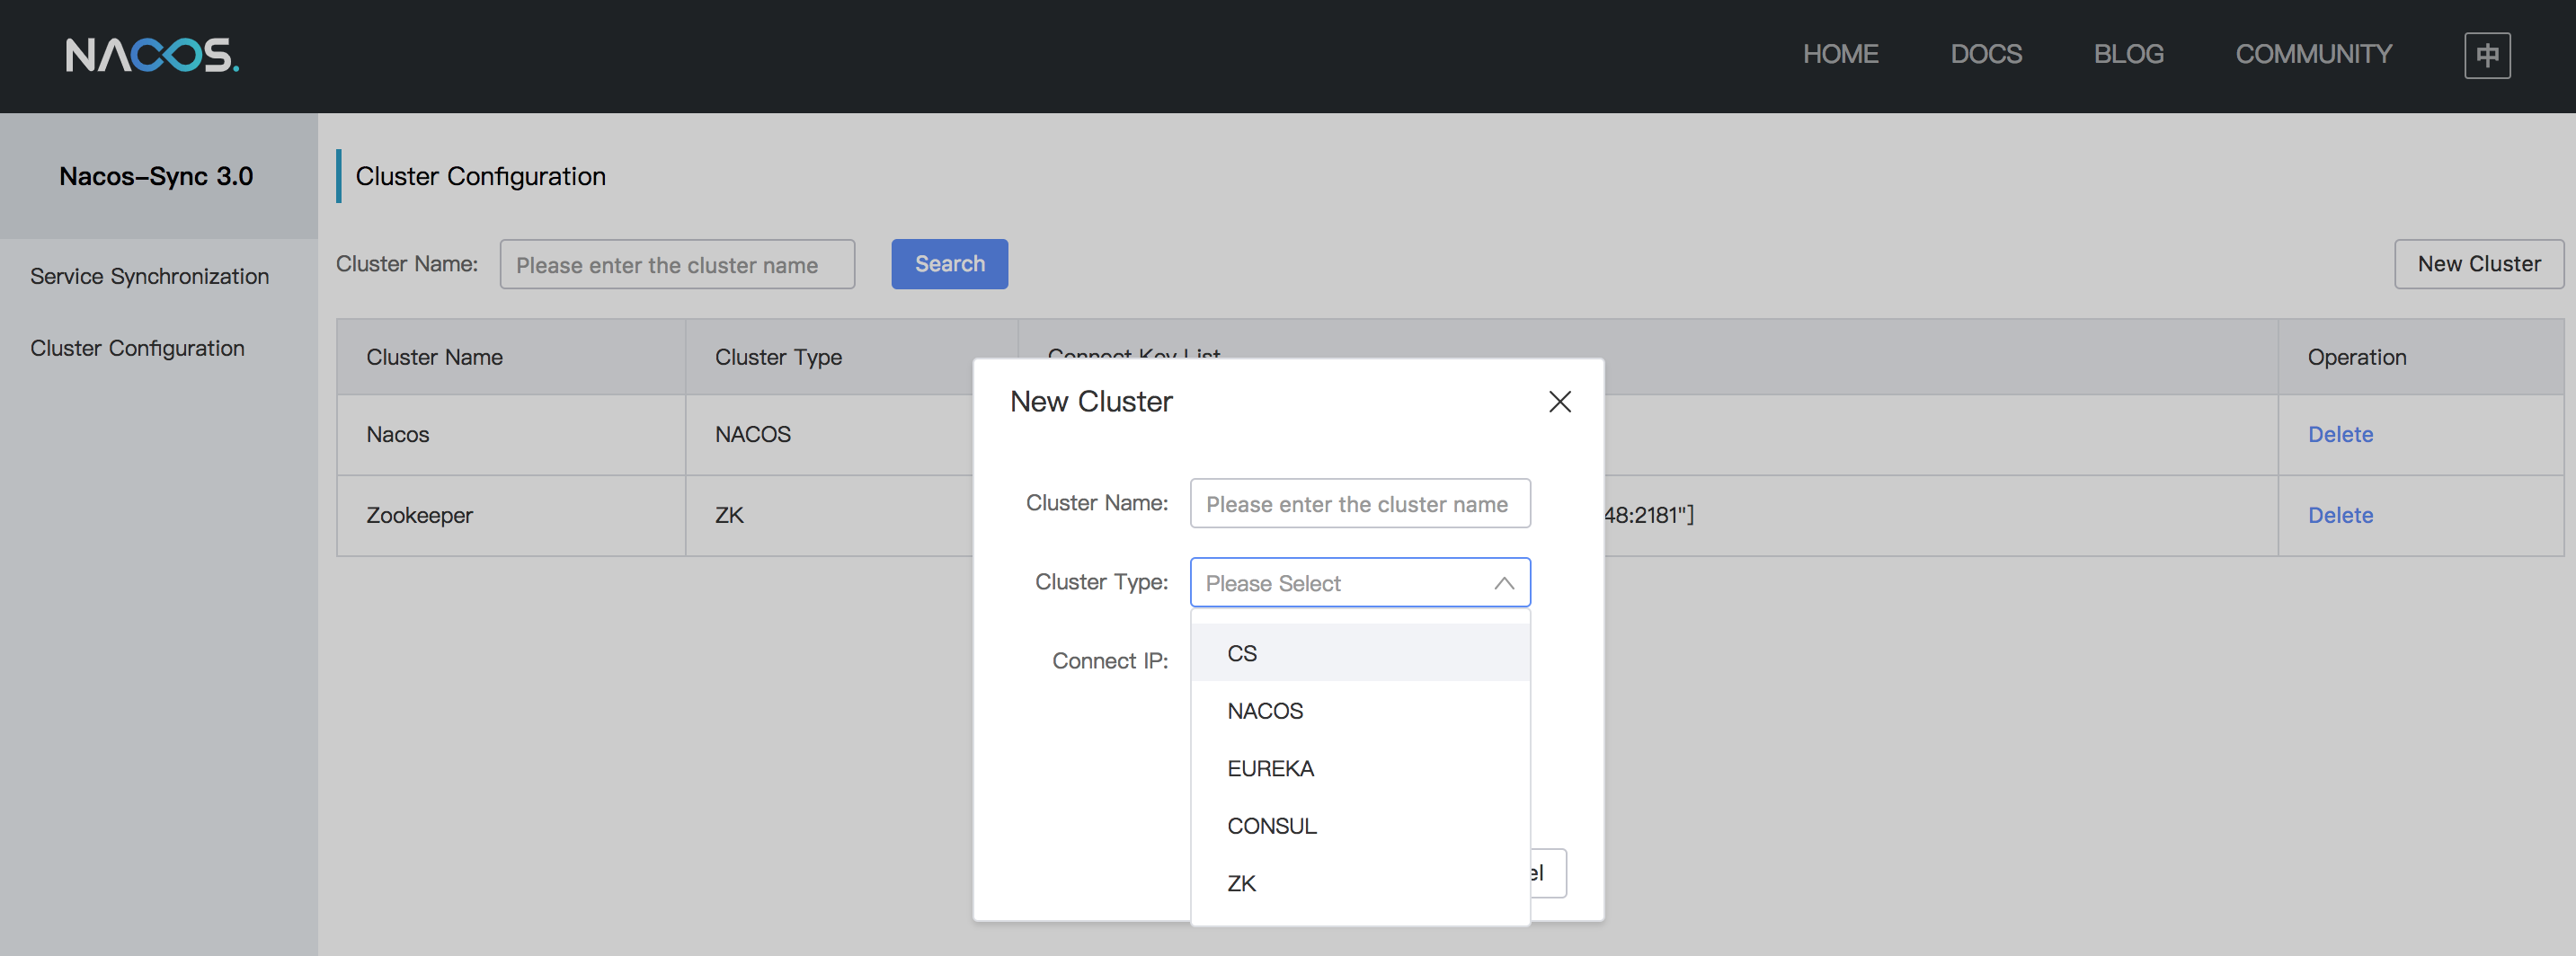 NACOS.
HOME DOCS BLOG COMMUNITY 中
Nacos-Sync 3.0
Service Synchronization
Cluster Configuration
Cluster Configuration
Cluster Name: Please enter the cluster name Search New Cluster
Cluster Name Cluster Type Connect Key List Operation
Nacos NACOS Delete
Zookeeper ZK 48:2181"] Delete
New Cluster
Cluster Name: Please enter the cluster name
Cluster Type: Please Select
Connect IP:
CS
NACOS
EUREKA
CONSUL
ZK